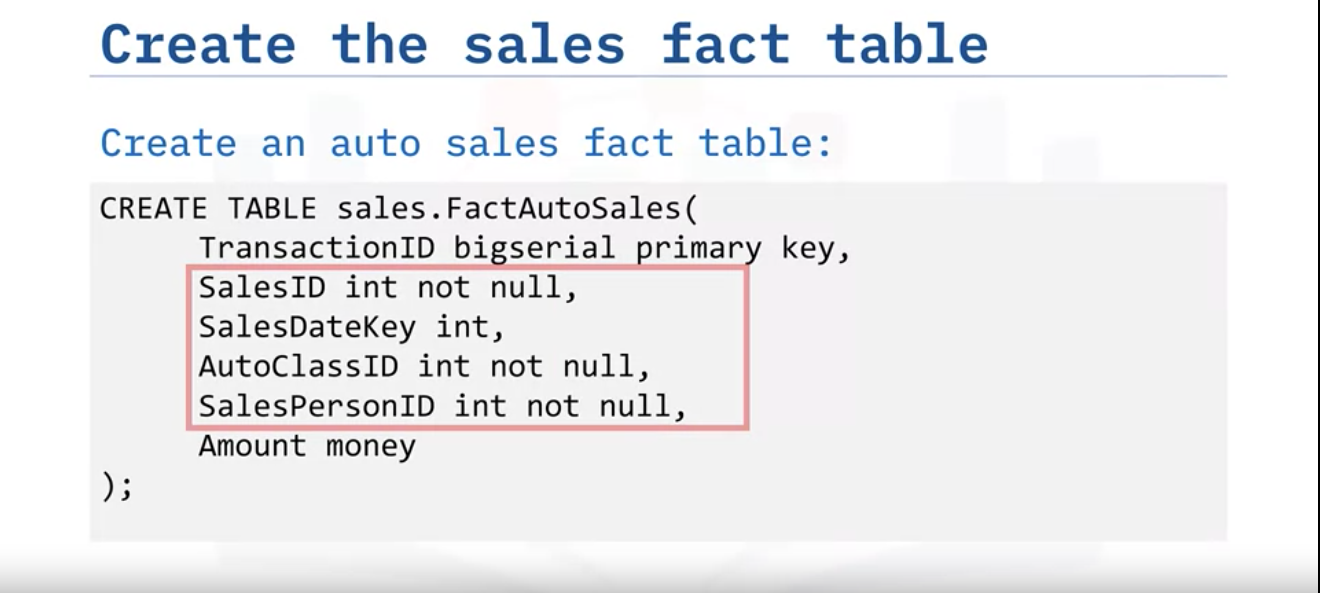 Create the sales fact table
Create an auto sales fact table:
CREATE TABLE sales.FactAutoSales(
TransactionID bigserial primary key,
SalesID int not null,
SalesDateKey int,
AutoClassID int not null,
SalesPersonID int not null,
Amount money
);